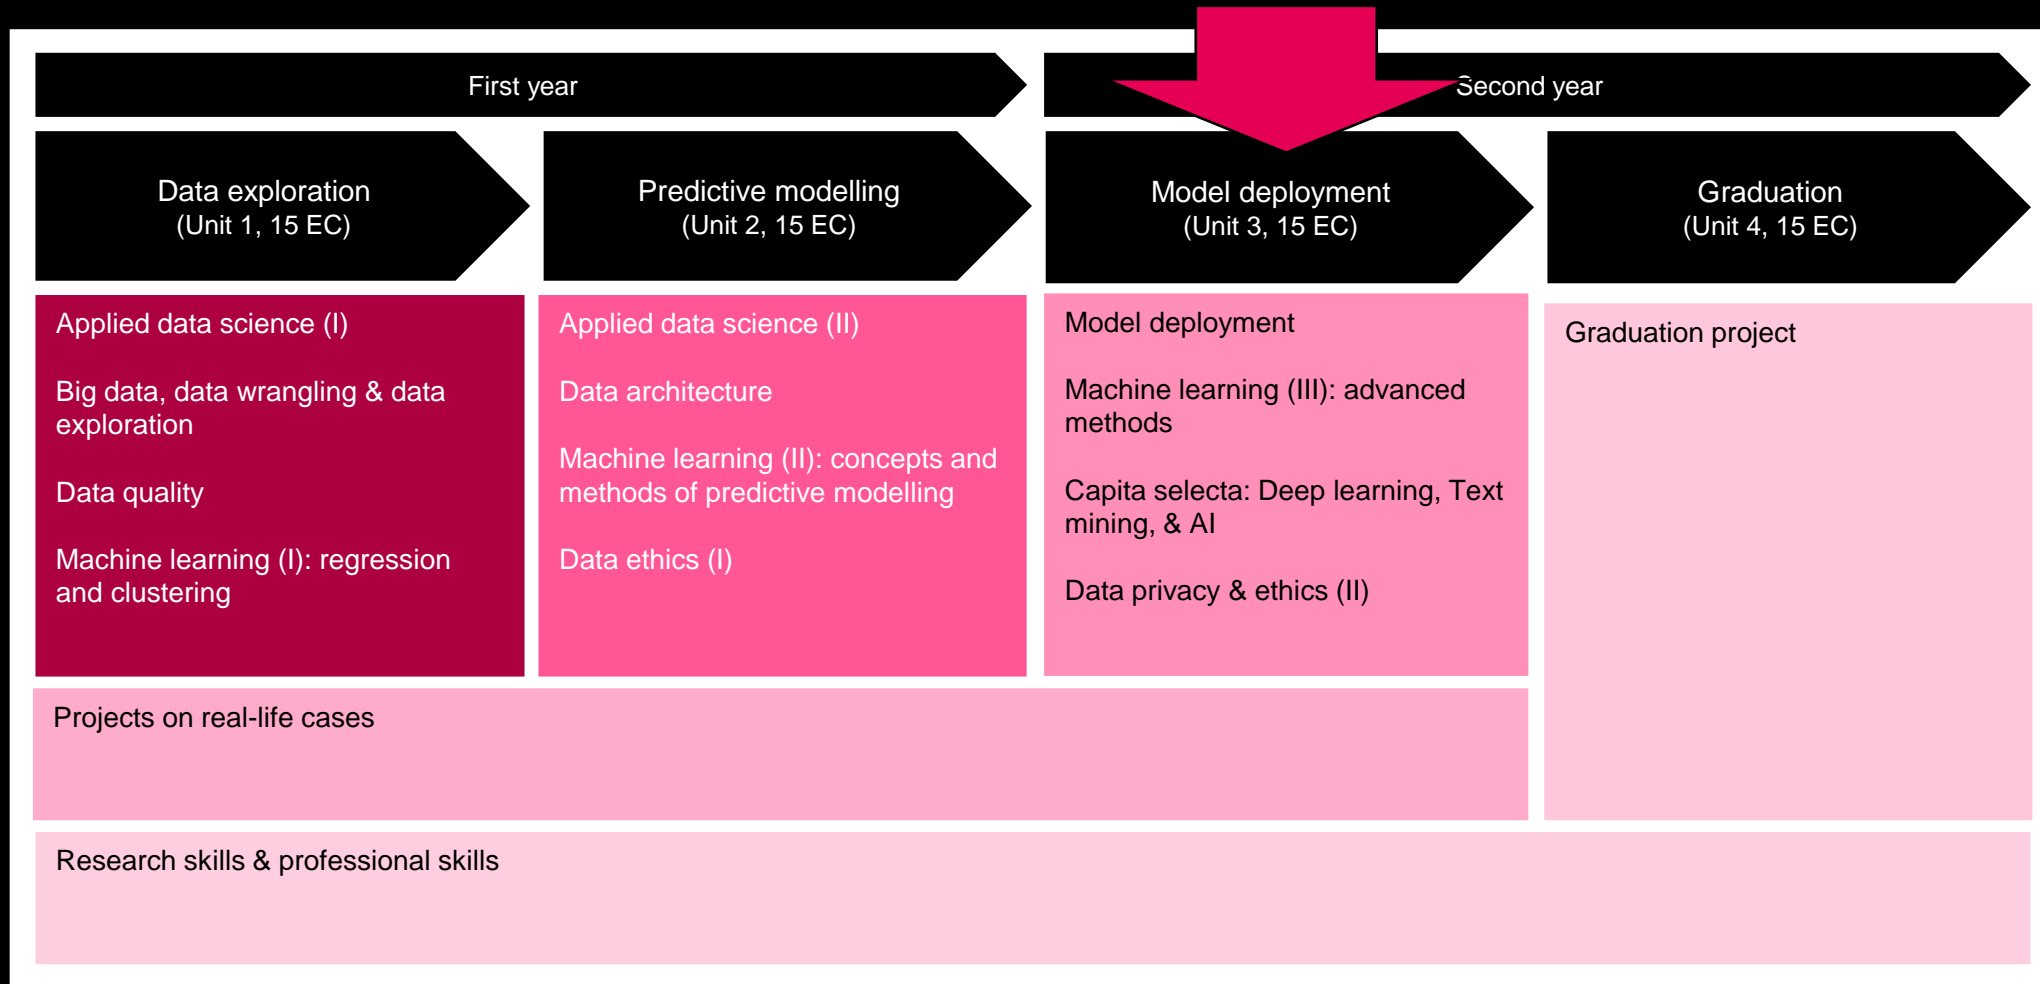 First year
Second year
Data exploration
(Unit 1, 15 EC)
Predictive modelling
(Unit 2, 15 EC)
Model deployment
(Unit 3, 15 EC)
Graduation
(Unit 4, 15 EC)
Applied data science (I)
Big data, data wrangling & data
exploration
Data quality
Machine learning (I): regression
and clustering
Applied data science (II)
Data architecture
Machine learning (II): concepts and
methods of predictive modelling
Data ethics (I)
Model deployment
Machine learning (III): advanced
methods
Capita selecta: Deep learning, Text
mining, & AI
Data privacy & ethics (II)
Graduation project
Projects on real-life cases
Research skills & professional skills